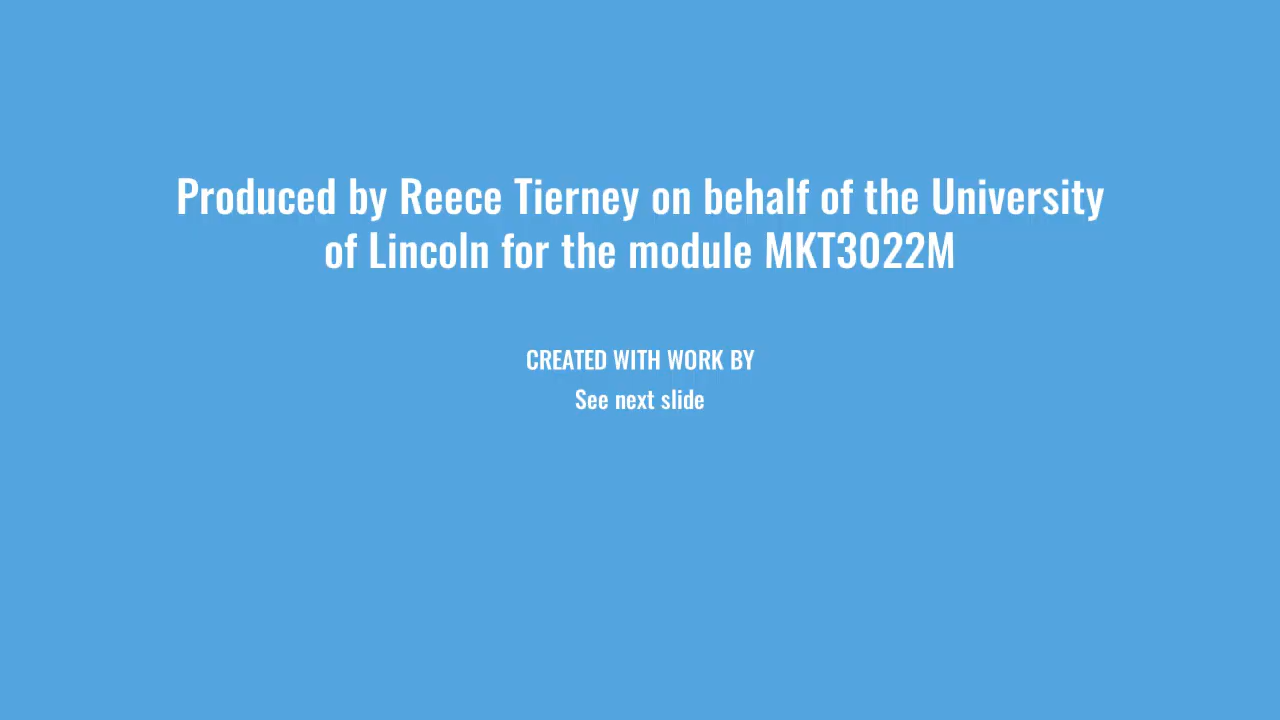 Produced by Reece Tierney on behalf of the University
of Lincoln for the module MKT3022M
CREATED WITH WORK BY
See next slide